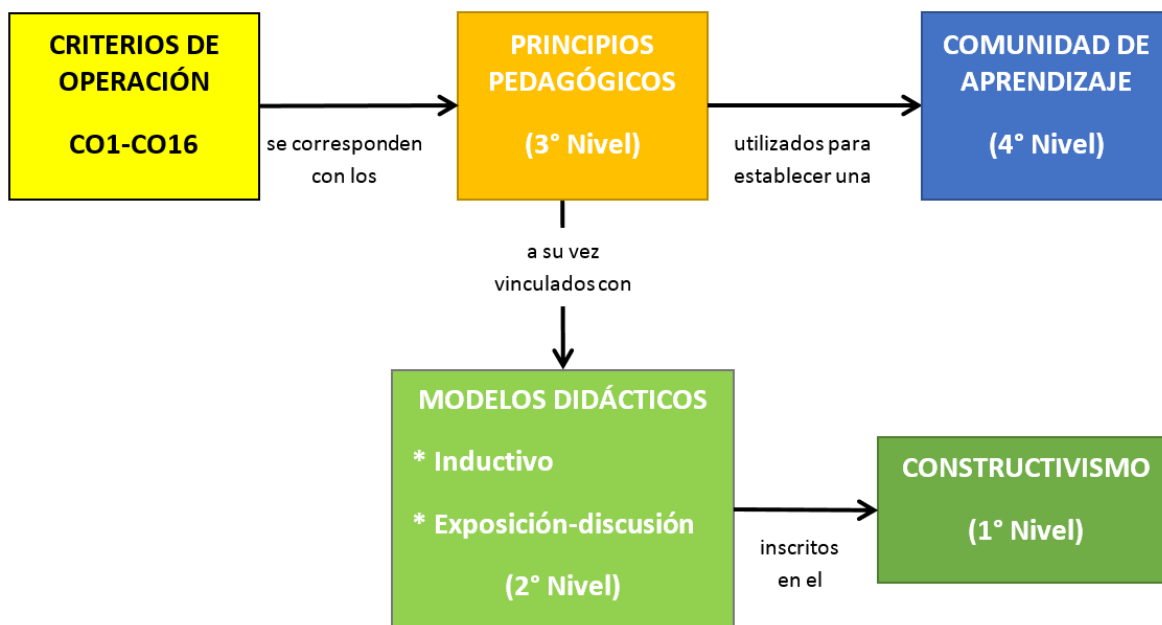 CRITERIOS DE
OPERACIÓN
CO1-CO16
se corresponden
con los
PRINCIPIOS
PEDAGÓGICOS
(3° Nivel)
utilizados para
establecer una
COMUNIDAD DE
APRENDIZAJE
(4° Nivel)
a su vez
vinculados con
MODELOS DIDÁCTICOS
* Inductivo
* Exposición-discusión
(2° Nivel)
inscritos
en el
CONSTRUCTIVISMO
(1° Nivel)